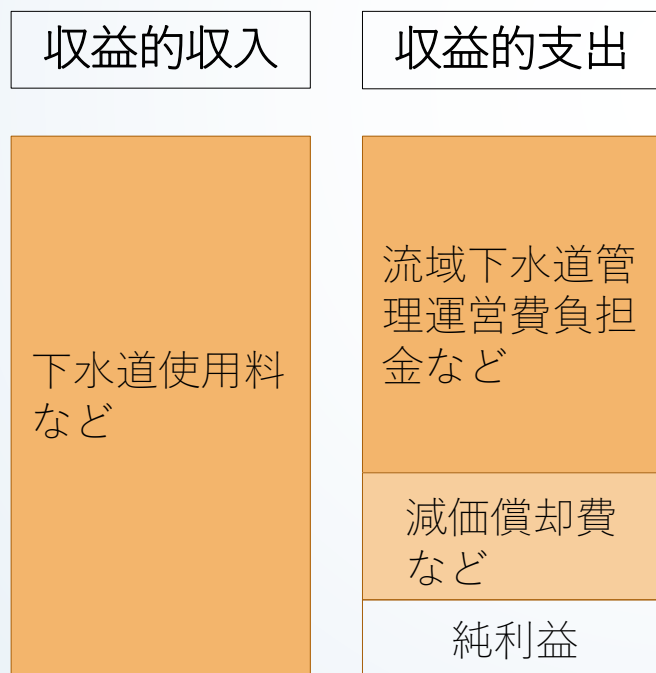 収益的収入
収益的支出
下水道使用料
など
流域下水道管
理運営費負担
金など
減価償却費
など
純利益